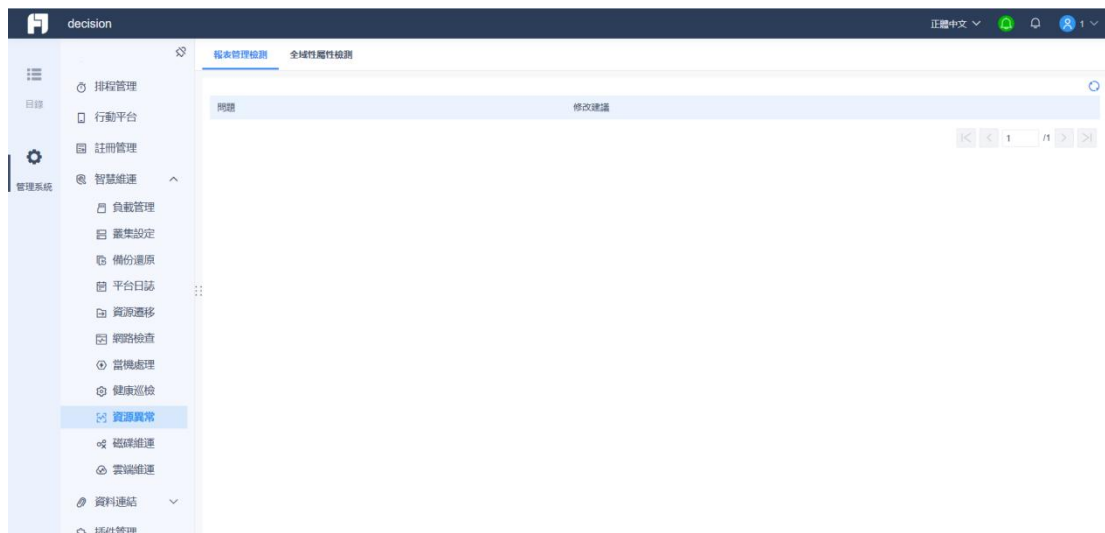 decision
正體中文
1
目錄
管理系統
排程管理
行動平台
註冊管理
智慧維運
負載管理
叢集設定
備份還原
平台日誌
資源遷移
網路檢查
當機處理
健康巡檢
資源異常
磁碟維運
雲端維運
資料連結
插件管理
報表管理檢測
全域性屬性檢測
問題
修改建議
1 /1